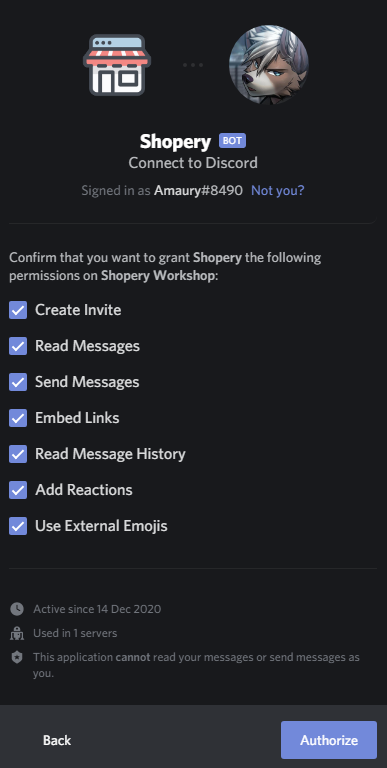 Shopery BOT
Connect to Discord
Signed in as Amaury#8490 Not you?
Confirm that you want to grant Shopery the following
permissions on Shopery Workshop:
Create Invite
Read Messages
Send Messages
Embed Links
Read Message History
Add Reactions
Use External Emojis
Active since 14 Dec 2020
Used in 1 servers
This application cannot read your messages or send messages as
you.
Back Authorize